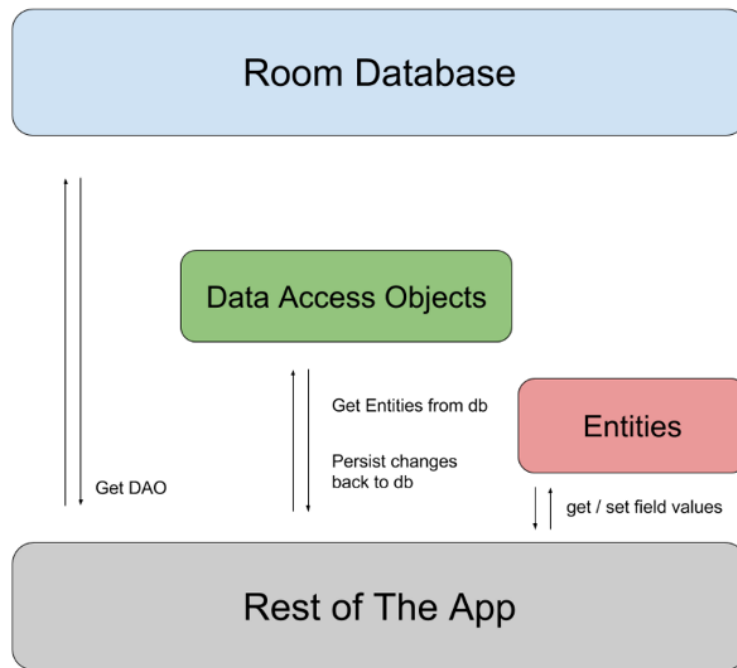 Room Database
Data Access Objects
Get Entities from db
Entities
Persist changes
back to db
Get DAO
get / set field values
Rest of The App